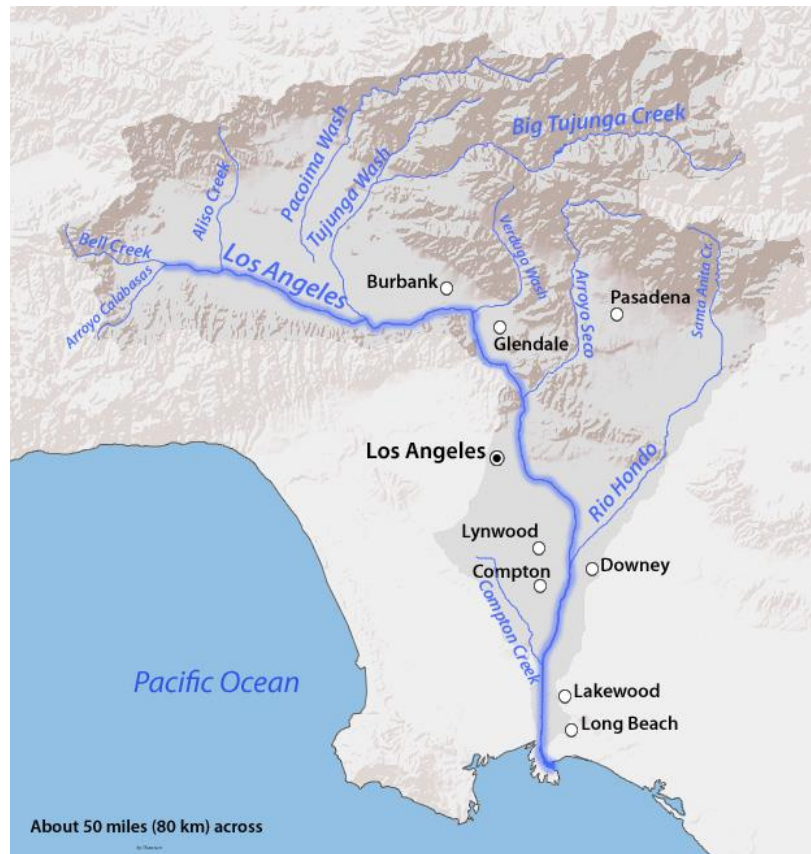 Big Tujunga Creek
Pacoima Wash
Tujunga Wash
Aliso Creek
Bell Creek
Arroyo Calabasas
Los Angeles
Verdugo Wash
Arroyo Seco
Santa Anita Cr.
Burbank
Pasadena
Glendale
Los Angeles
Rio Hondo
Lynwood
Downey
Compton
Compton Creek
Pacific Ocean
Lakewood
Long Beach
About 50 miles (80 km) across